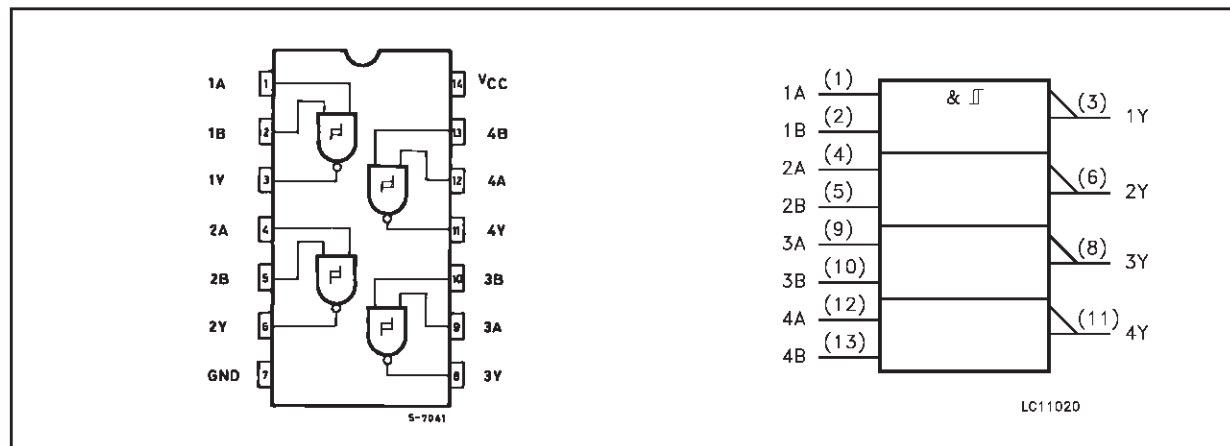 1A 1 14 VCC
1B 2 13 4B
1Y 3 12 4A
2A 4 11 4Y
2B 5 10 3B
2Y 6 9 3A
GND 7 8 3Y
S-7041
& 
1A (1)
1B (2)
2A (4)
2B (5)
3A (9)
3B (10)
4A (12)
4B (13)
(3) 1Y
(6) 2Y
(8) 3Y
(11) 4Y
LC11020